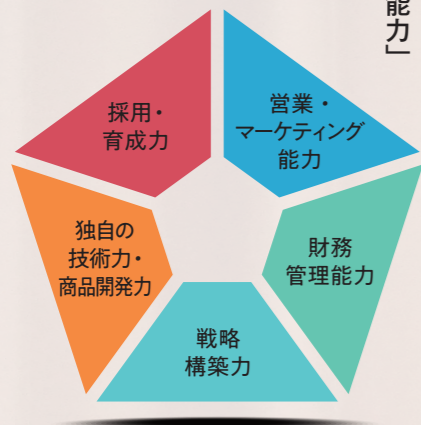 能力」
採用・
育成力
営業・
マーケティング
能力
独自の
技術力・
商品開発力
財務
管理能力
戦略
構築力